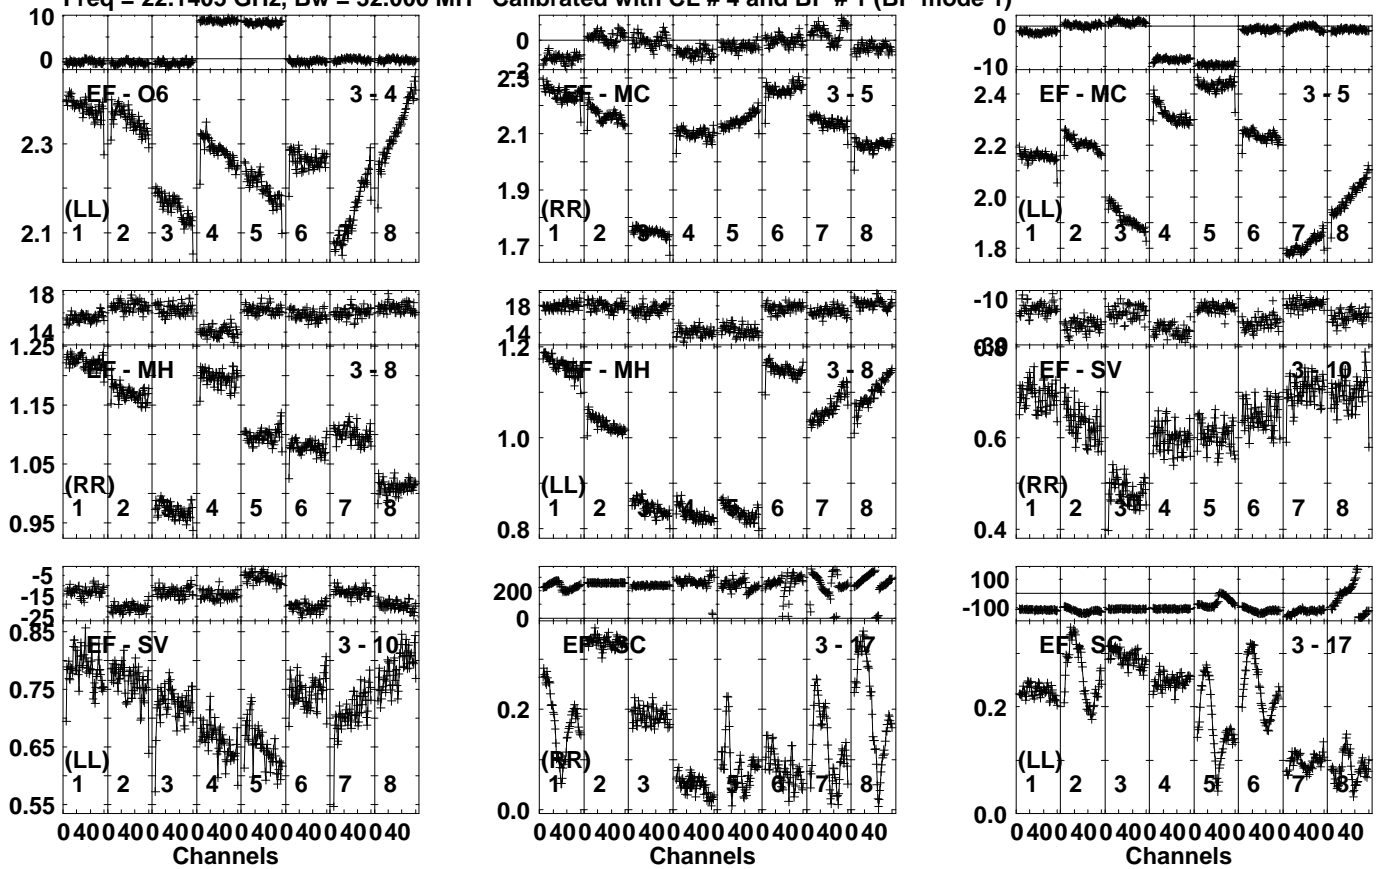 Freq = 22.1405 GHz, Bw = 32.000 MH Calibrated with CL # 4 and BP # 1 (BP mode 1)
10
0
EF - O6 3 - 4
2.3
2.1
(LL)
1 2 3 4 5 6 7 8
0
EF - MC 3 - 5
2.3
2.1
1.9
1.7
(RR)
1 2 3 4 5 6 7 8
0
-10
EF - MC 3 - 5
2.4
2.2
2.0
1.8
(LL)
1 2 3 4 5 6 7 8
18
14
1.25
EF - MH 3 - 8
1.15
1.05
0.95
(RR)
1 2 3 4 5 6 7 8
18
14
1.2
EF - MH 3 - 8
1.0
0.8
(LL)
1 2 3 4 5 6 7 8
-10
EF - SV 3 - 10
0.6
0.4
(RR)
1 2 3 4 5 6 7 8
-5
-15
-25
0.85
EF - SV 3 - 10
0.75
0.65
0.55
(LL)
1 2 3 4 5 6 7 8
200
0
EF - SC 3 - 17
0.2
0.0
(RR)
1 2 3 4 5 6 7 8
100
-100
EF - SC 3 - 17
0.2
0.0
(LL)
1 2 3 4 5 6 7 8
0 40 0 40 0 40 0 40 0 40 0 40 0 40 0 40
Channels
0 40 0 40 0 40 0 40 0 40 0 40 0 40 0 40
0 40 0 40 0 40 0 40 0 40 0 40 0 40 0 40
Channels